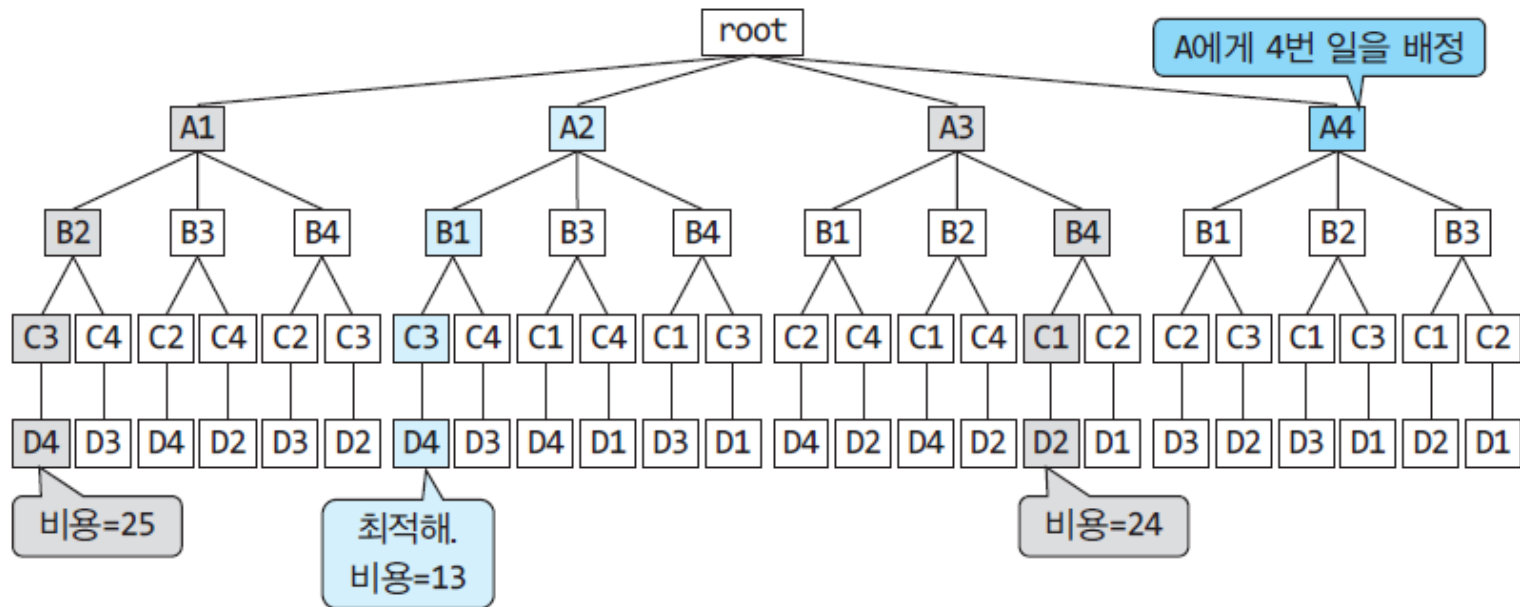 root
A에게 4번 일을 배정
A1 A2 A3 A4
B2 B3 B4 B1 B3 B4 B1 B2 B4 B1 B2 B3
C3 C4 C2 C4 C2 C3 C3 C4 C1 C4 C1 C3 C2 C4 C1 C4 C1 C2 C2 C3 C1 C3 C1 C2
D4 D3 D4 D2 D3 D2 D4 D3 D4 D1 D3 D1 D4 D2 D4 D2 D2 D1 D3 D2 D3 D1 D2 D1
비용=25
최적해.
비용=13
비용=24